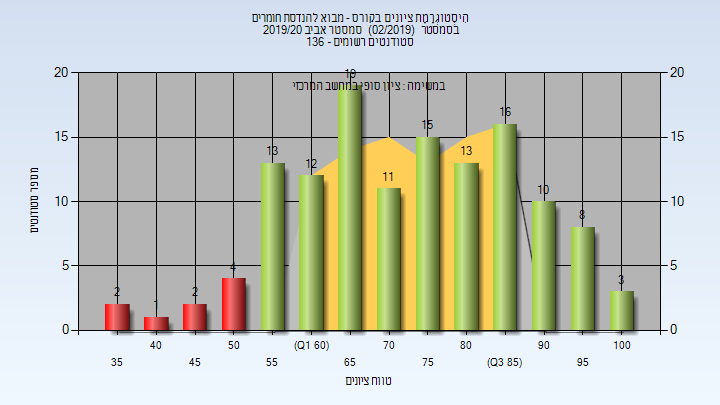 היסטוגרמת ציונים בקורס - מבוא להנדסת חומרים
בסמסטר (02/2019) סמסטר אביב 2019/20
סטודנטים רשומים - 136
במשימה : ציון סופי במחשב המרכזי
20 20
19
16
15 15 15
13 12 13
11
10 10 10
8
5 5
4
3
2 2
1
0 0
40 50 (Q1 60) 70 80 90 100
35 45 55 65 75 (Q3 85) 95
מספר סטודנטים
טווח ציונים